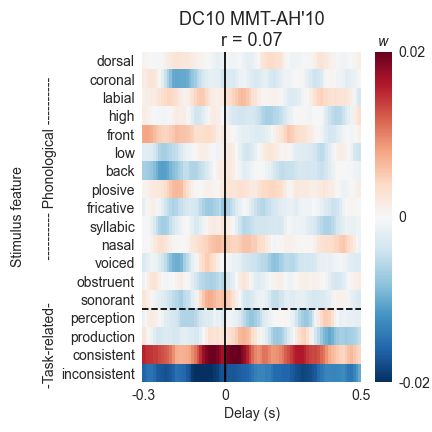 DC10 MMT-AH'10
r = 0.07
w
dorsal
coronal
labial
high
front
low
back
plosive
fricative
syllabic
nasal
voiced
obstruent
sonorant
perception
production
consistent
inconsistent
Stimulus feature
-Task-related- ---------- Phonological ----------
0.02
0
-0.02
-0.3
0
0.5
Delay (s)